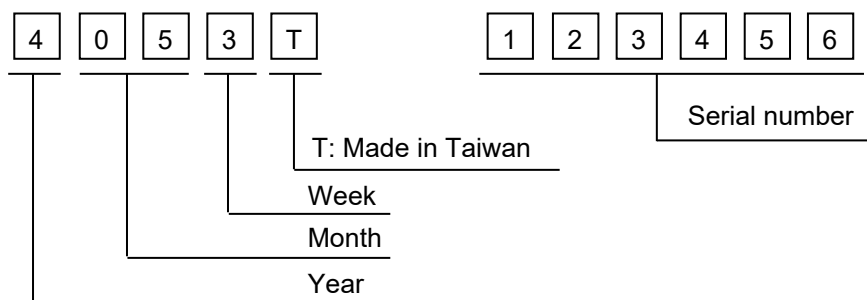 4 0 5 3 T 1 2 3 4 5 6
Serial number
T: Made in Taiwan
Week
Month
Year